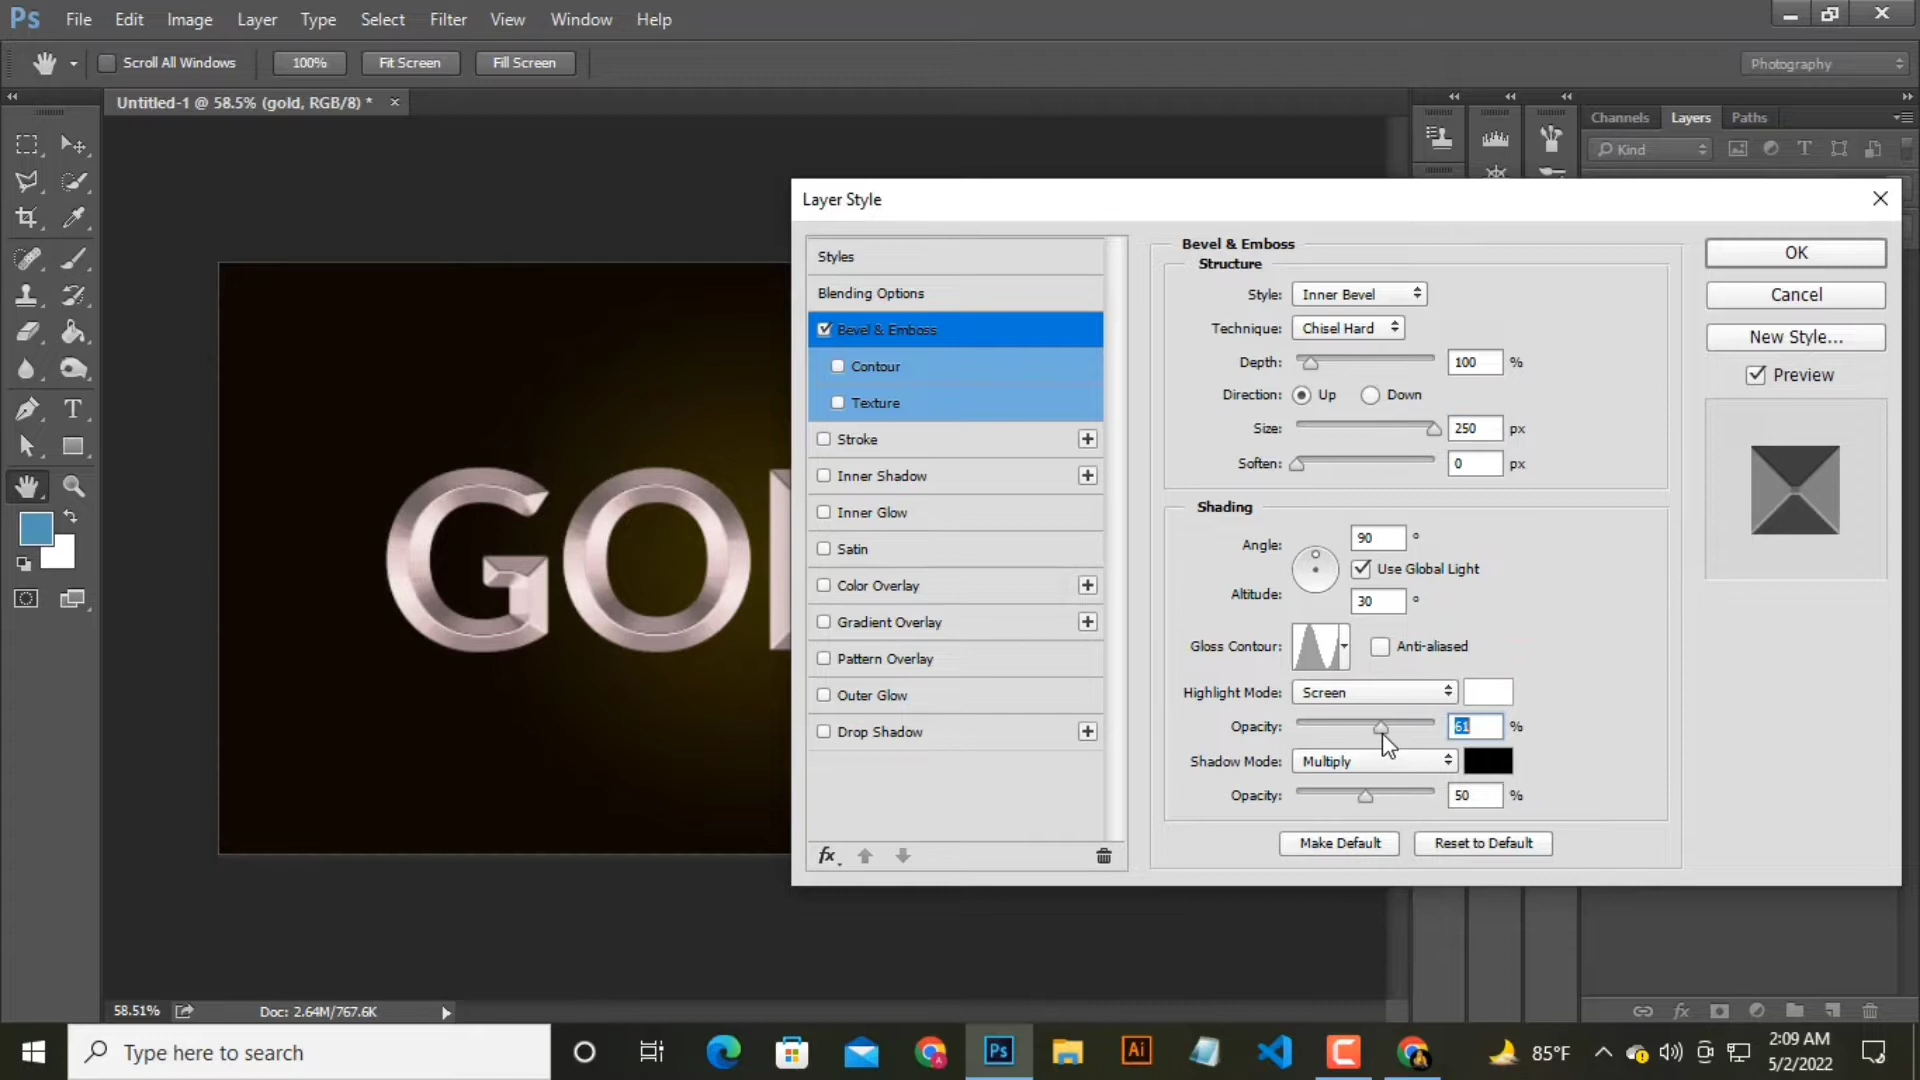 Ps File Edit Image Layer Type Select Filter View Window Help
Scroll All Windows 100% Fit Screen Fill Screen Photography
Untitled-1 @ 58.5% (gold, RGB/8) * ×
Channels Layers Paths
Kind
Layer Style
Styles
Blending Options
Bevel & Emboss
Contour
Texture
Stroke
Inner Shadow
Inner Glow
Satin
Color Overlay
Gradient Overlay
Pattern Overlay
Outer Glow
Drop Shadow
fx
Bevel & Emboss
Structure
Style: Inner Bevel
Technique: Chisel Hard
Depth: 100 %
Direction: Up Down
Size: 250 px
Soften: 0 px
Shading
Angle: 90 °
Use Global Light
Altitude: 30 °
Gloss Contour: Anti-aliased
Highlight Mode: Screen
Opacity: 61 %
Shadow Mode: Multiply
Opacity: 50 %
Make Default Reset to Default
OK
Cancel
New Style...
Preview
GO
58.51% Doc: 2.64M/767.6K
fx
Type here to search
Ps Ai
85°F
2:09 AM
5/2/2022